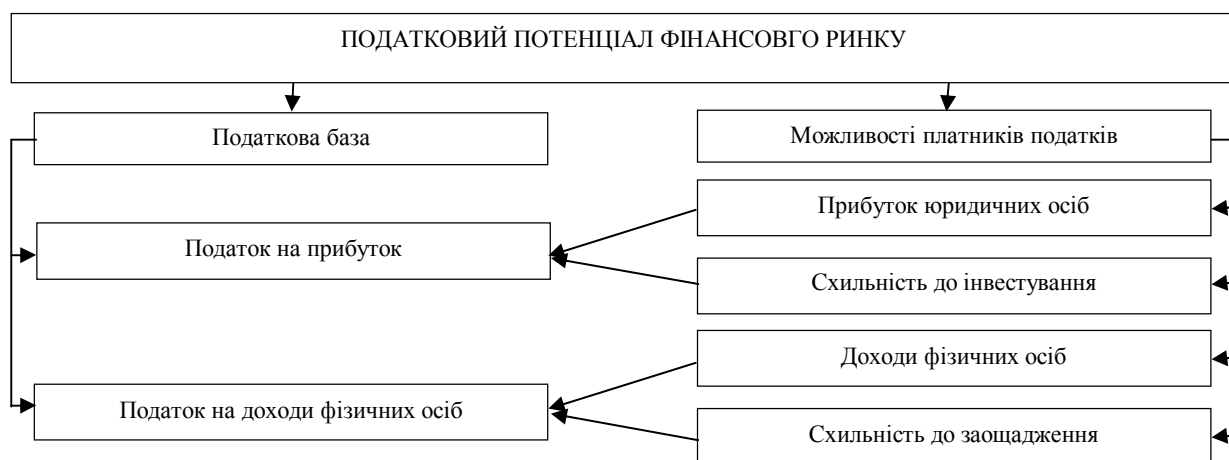 ПОДАТКОВИЙ ПОТЕНЦІАЛ ФІНАНСОВГО РИНКУ
Податкова база
Можливості платників податків
Прибуток юридичних осіб
Податок на прибуток
Схильність до інвестування
Доходи фізичних осіб
Податок на доходи фізичних осіб
Схильність до заощадження